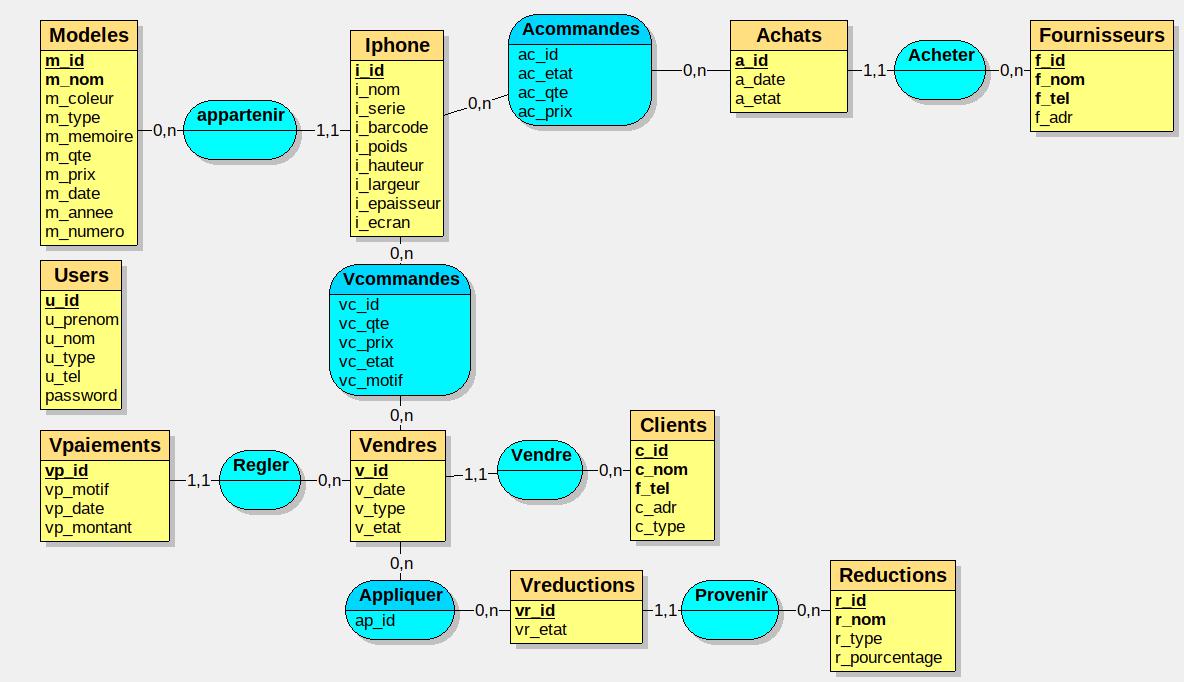 Modeles
m_id
m_nom
m_coleur
m_type
m_memoire
m_qte
m_prix
m_date
m_annee
m_numero
0,n
appartenir
1,1
Iphone
i_id
i_nom
i_serie
i_barcode
i_poids
i_hauteur
i_largeur
i_epaisseur
i_ecran
0,n
Acommandes
ac_id
ac_etat
ac_qte
ac_prix
0,n
Achats
a_id
a_date
a_etat
1,1
Acheter
0,n
Fournisseurs
f_id
f_nom
f_tel
f_adr
0,n
Vcommandes
vc_id
vc_qte
vc_prix
vc_etat
vc_motif
0,n
Users
u_id
u_prenom
u_nom
u_type
u_tel
password
Vpaiements
vp_id
vp_motif
vp_date
vp_montant
1,1
Regler
0,n
Vendres
v_id
v_date
v_type
v_etat
1,1
Vendre
0,n
Clients
c_id
c_nom
f_tel
c_adr
c_type
0,n
Appliquer
ap_id
0,n
Vreductions
vr_id
vr_etat
1,1
Provenir
0,n
Reductions
r_id
r_nom
r_type
r_pourcentage